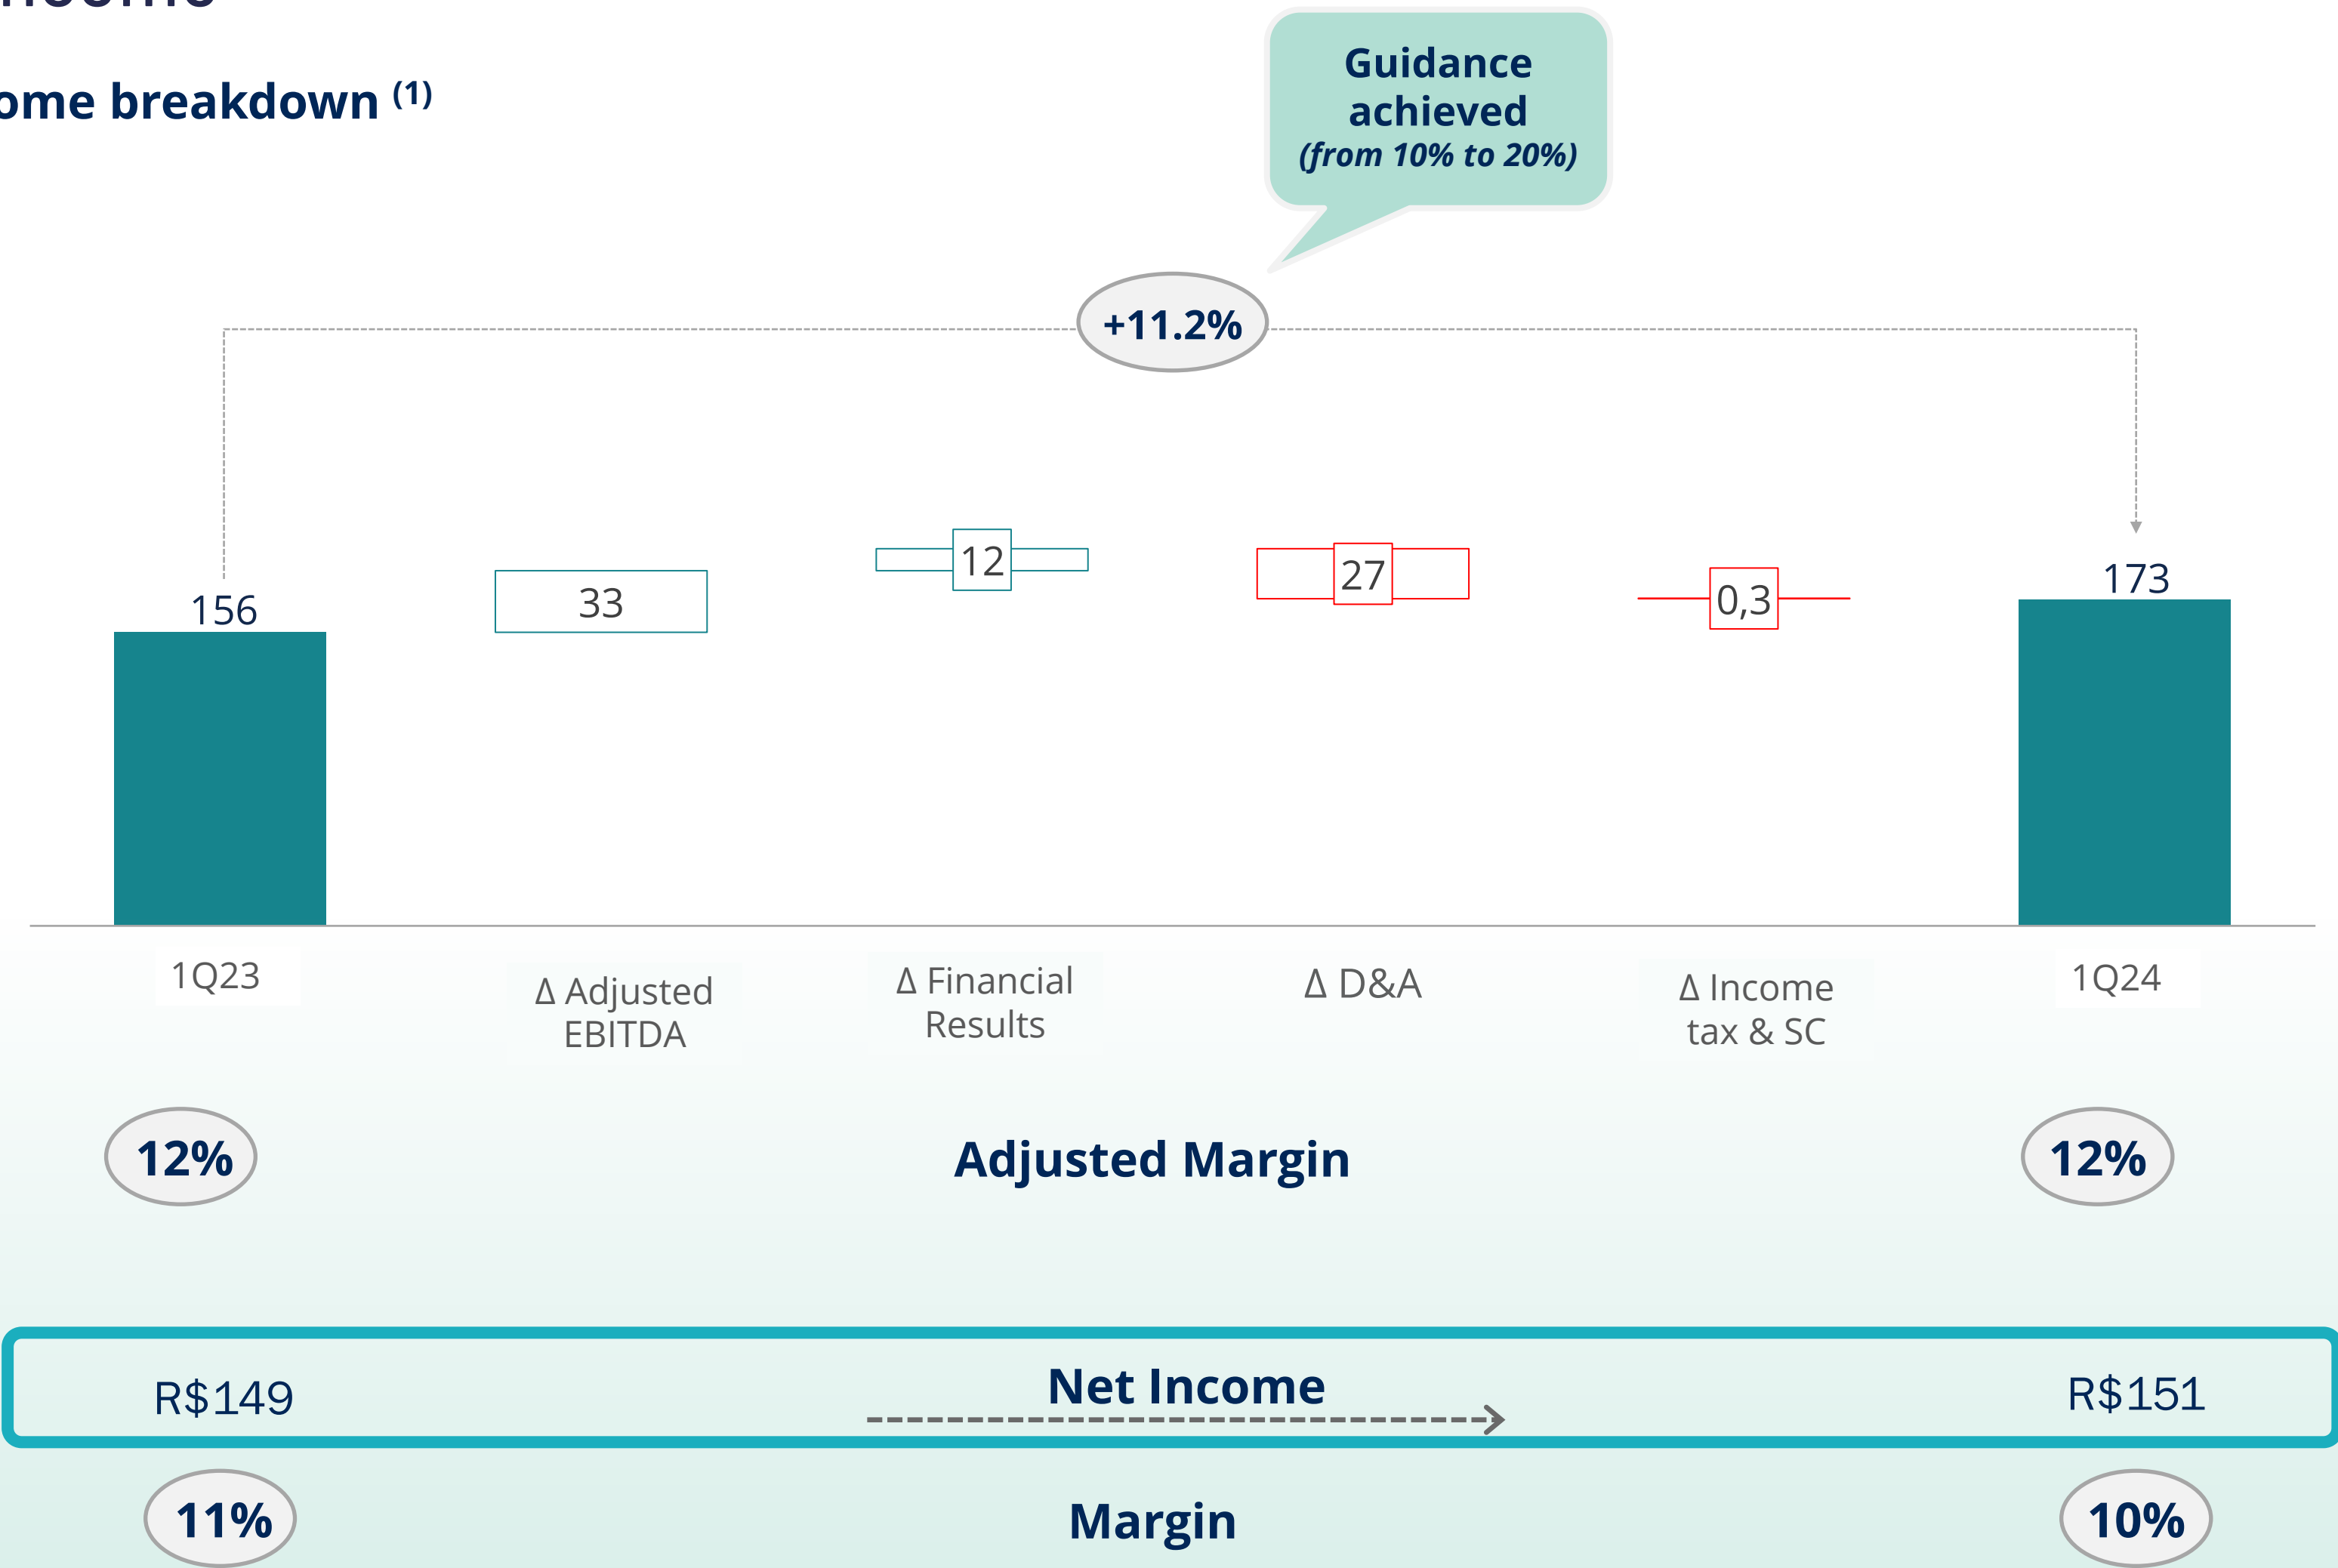 ome breakdown (1)
Guidance
achieved
(from 10% to 20%)
+11.2%
156
33
12
27
0,3
173
1Q23
Δ Adjusted
EBITDA
Δ Financial
Results
Δ D&A
Δ Income
tax & SC
1Q24
12%
Adjusted Margin
12%
R$149
Net Income
R$151
11%
Margin
10%